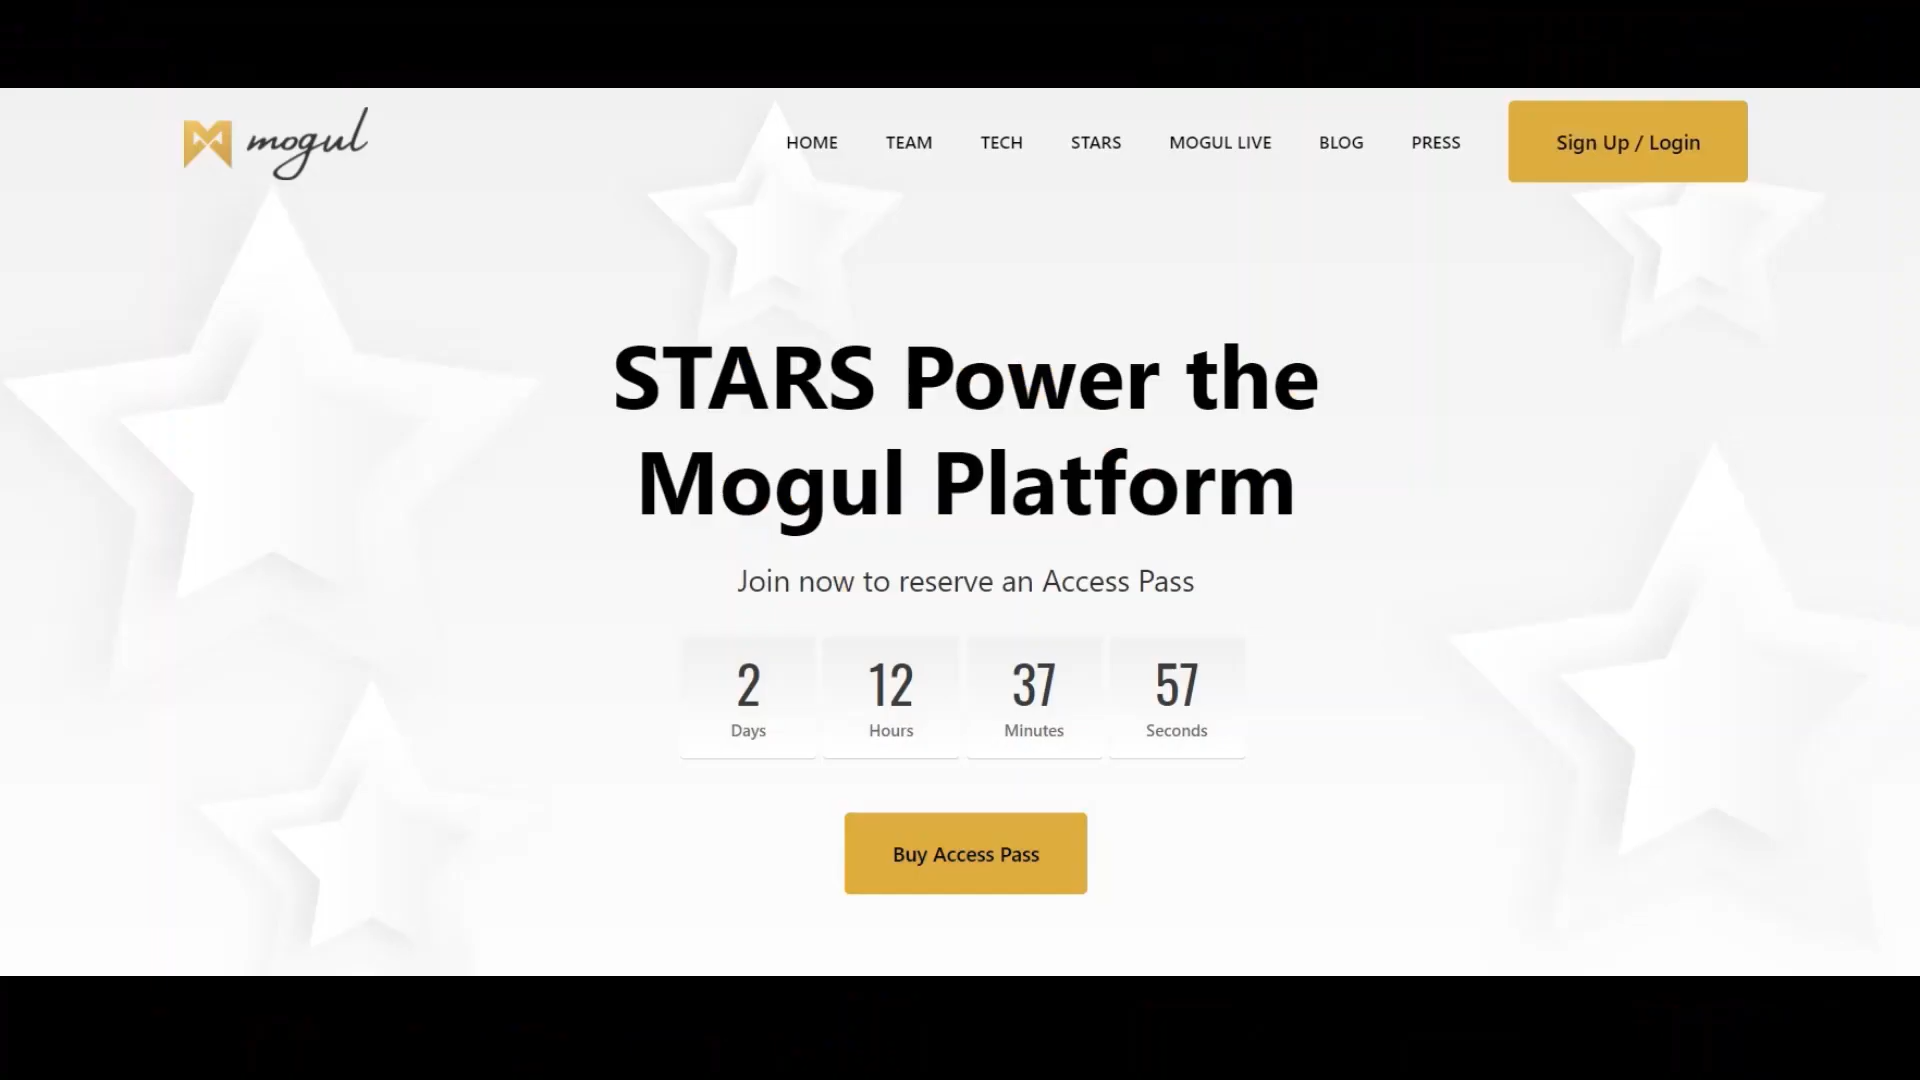 mogul
HOME TEAM TECH STARS MOGUL LIVE BLOG PRESS Sign Up / Login
STARS Power the
Mogul Platform
Join now to reserve an Access Pass
2 12 37 57
Days Hours Minutes Seconds
Buy Access Pass